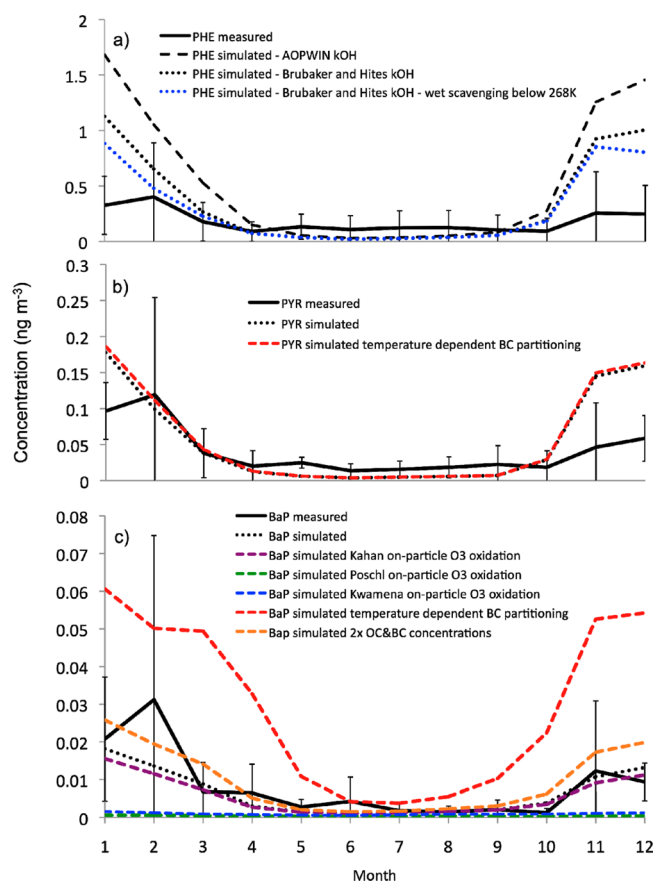 2
a)
PHE measured
PHE simulated - AOPWIN kOH
1.5
PHE simulated - Brubaker and Hites kOH
PHE simulated - Brubaker and Hites kOH - wet scavenging below 268K
1
0.5
0
0.3
b)
0.25
PYR measured
0.2
PYR simulated
PYR simulated temperature dependent BC partitioning
0.15
0.1
0.05
0
Concentration (ng m-3)
0.08
BaP measured
c)
BaP simulated
0.07
BaP simulated Kahan on-particle O3 oxidation
BaP simulated Poschl on-particle O3 oxidation
0.06
BaP simulated Kwamena on-particle O3 oxidation
BaP simulated temperature dependent BC partitioning
0.05
Bap simulated 2x OC&BC concentrations
0.04
0.03
0.02
0.01
0
1 2 3 4 5 6 7 8 9 10 11 12
Month